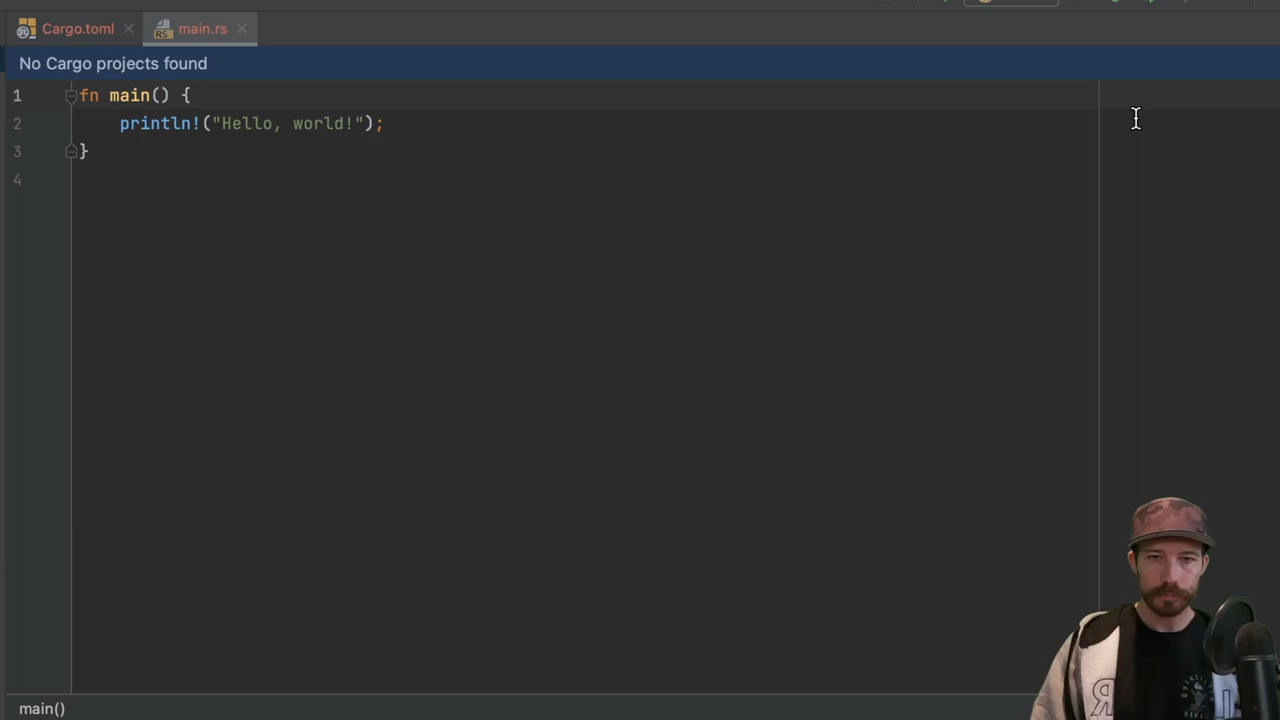 Cargo.toml
main.rs
No Cargo projects found
1 fn main() {
2 println!("Hello, world!");
3 }
4
main()